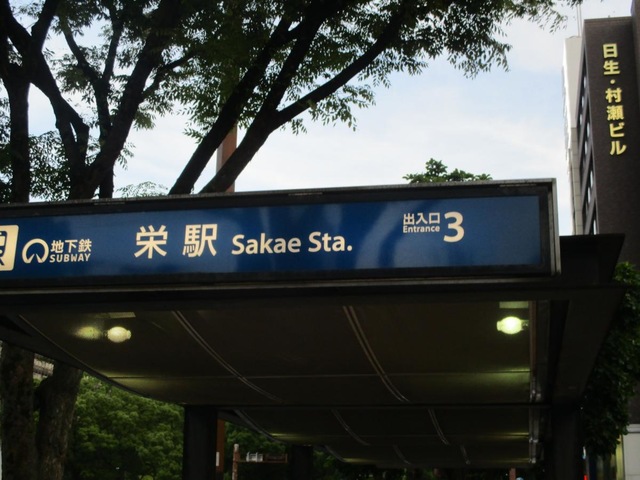 日生・村瀬ビル
地下鉄
SUBWAY
栄駅 Sakae Sta.
出入口
Entrance
3